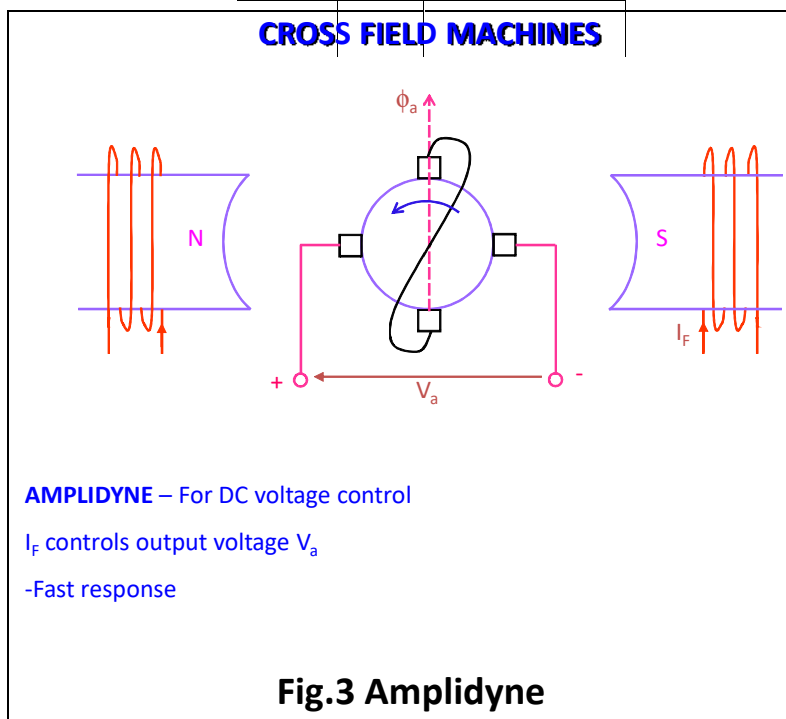 CROSS FIELD MACHINES
ϕa
N
S
IF
+
-
Va
AMPLIDYNE – For DC voltage control
IF controls output voltage Va
-Fast response
Fig.3 Amplidyne